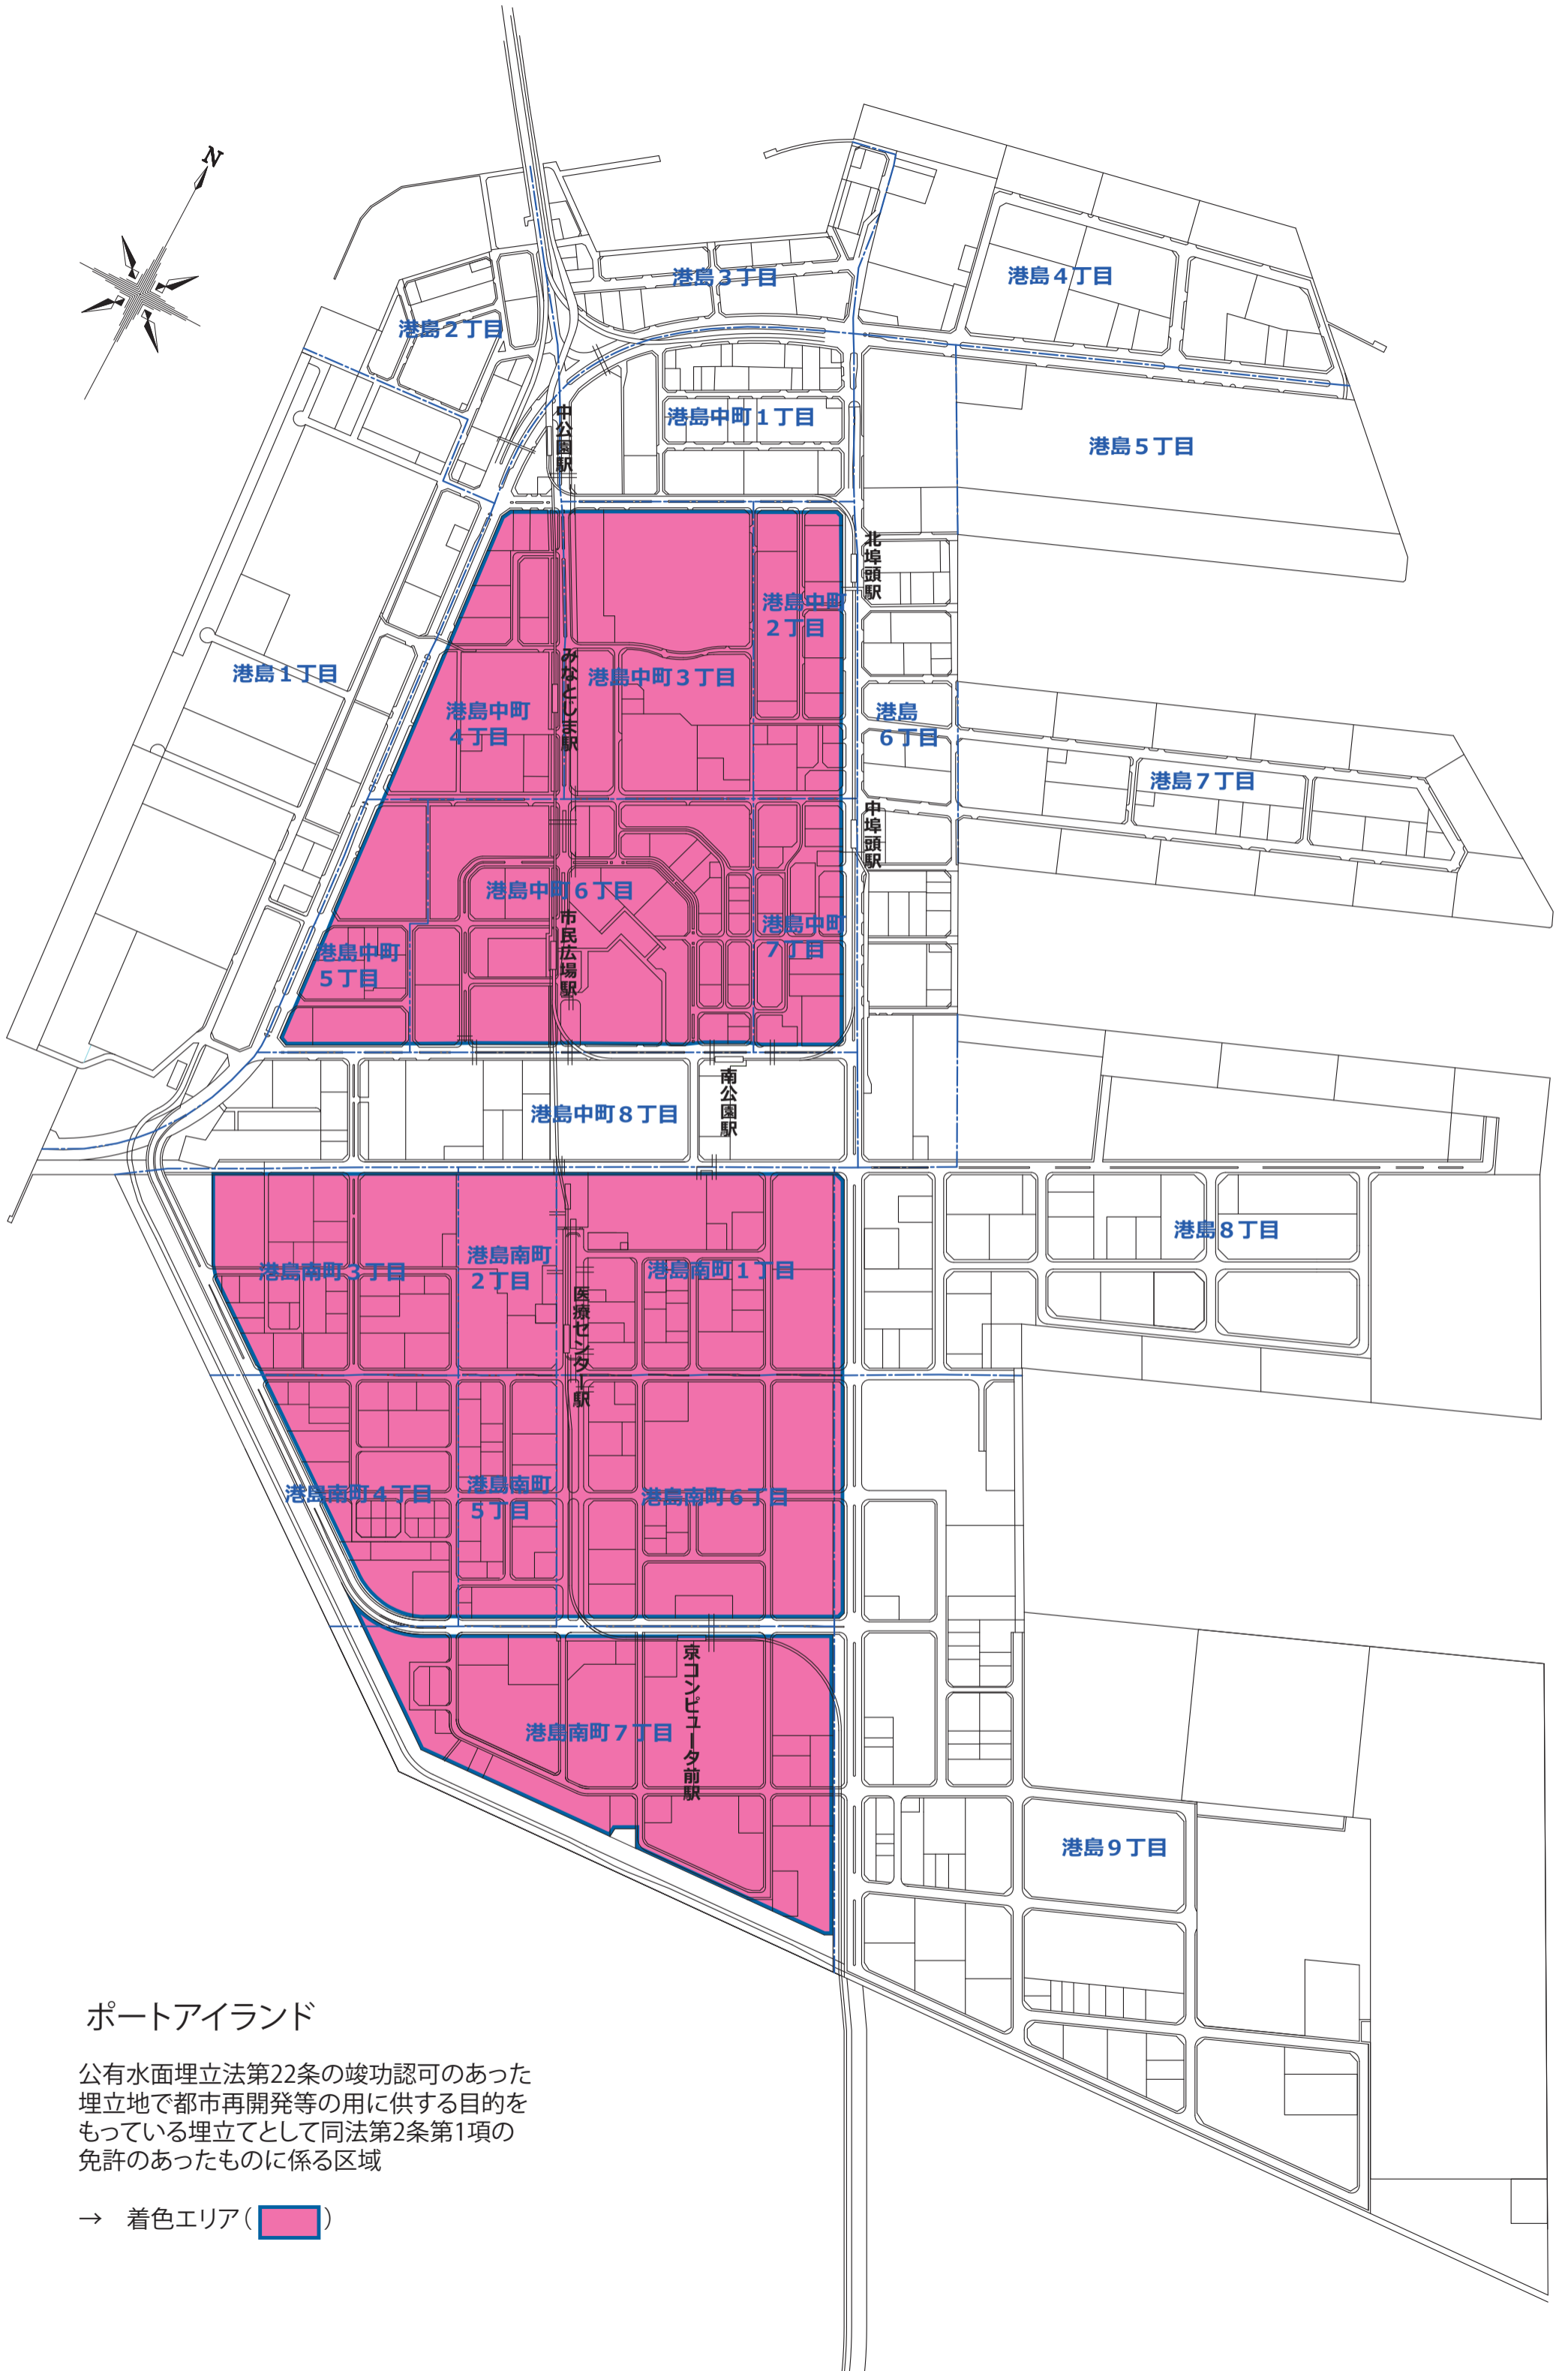 N
港島3丁目
港島4丁目
港島2丁目
中公園駅
港島中町1丁目
港島5丁目
北埠頭駅
港島中町
2丁目
港島1丁目
みなとじま駅
港島中町3丁目
港島中町
4丁目
港島
6丁目
港島7丁目
中埠頭駅
港島中町6丁目
市民広場駅
港島中町
7丁目
港島中町
5丁目
南公園駅
港島中町8丁目
港島8丁目
港島南町3丁目
港島南町
2丁目
港島南町1丁目
医療センター駅
港島南町4丁目
港島南町
5丁目
港島南町6丁目
京コンピュータ前駅
港島南町7丁目
港島9丁目
ポートアイランド
公有水面埋立法第22条の竣功認可のあった
埋立地で都市再開発等の用に供する目的を
もっている埋立てとして同法第2条第1項の
免許のあったものに係る区域
→ 着色エリア( )